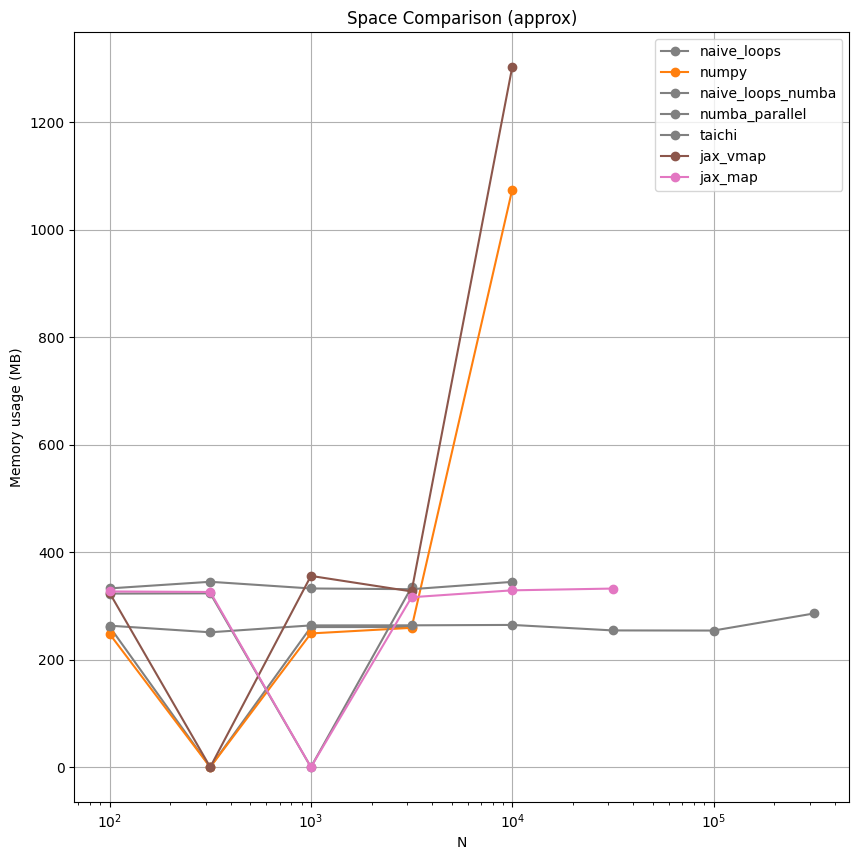 Space Comparison (approx)
naive_loops
numpy
naive_loops_numba
numba_parallel
taichi
jax_vmap
jax_map
1200
1000
800
600
400
200
0
Memory usage (MB)
10² 10³ 10⁴ 10⁵
N